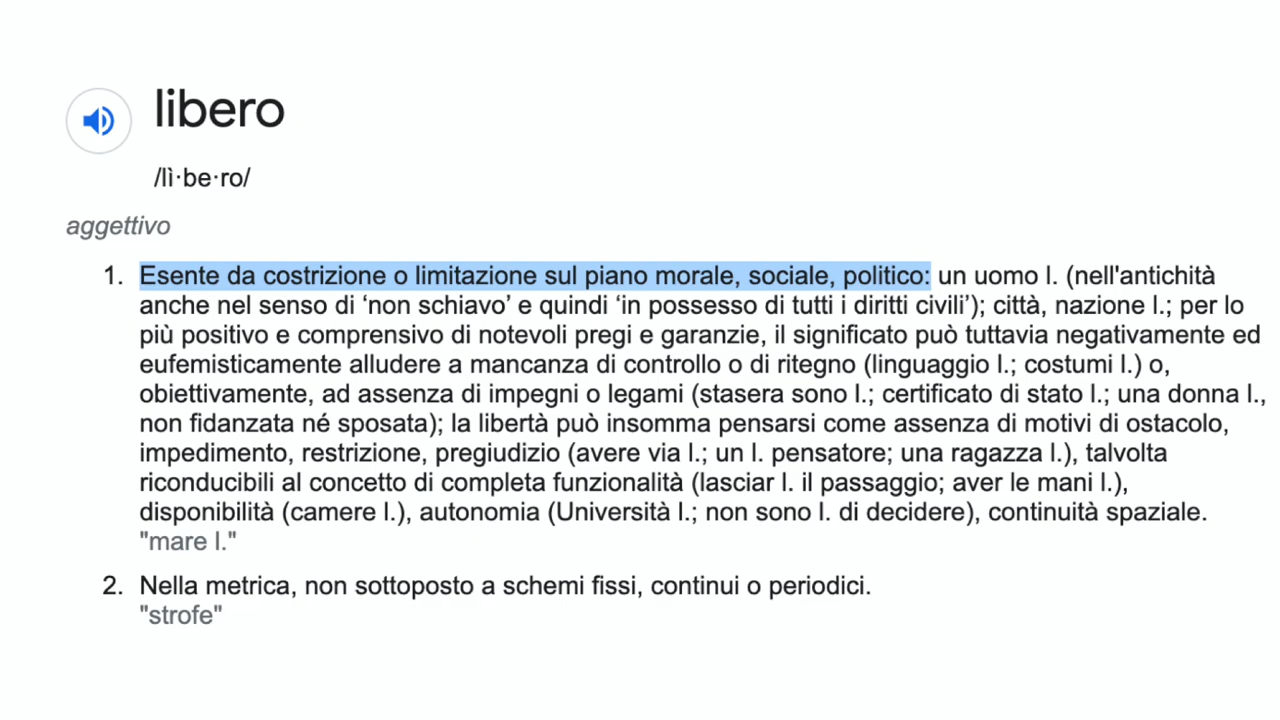 libero
/lì·be·ro/
aggettivo
1. Esente da costrizione o limitazione sul piano morale, sociale, politico: un uomo l. (nell'antichità
anche nel senso di ‘non schiavo’ e quindi ‘in possesso di tutti i diritti civili’); città, nazione l.; per lo
più positivo e comprensivo di notevoli pregi e garanzie, il significato può tuttavia negativamente ed
eufemisticamente alludere a mancanza di controllo o di ritegno (linguaggio l.; costumi l.) o,
obiettivamente, ad assenza di impegni o legami (stasera sono l.; certificato di stato l.; una donna l.,
non fidanzata né sposata); la libertà può insomma pensarsi come assenza di motivi di ostacolo,
impedimento, restrizione, pregiudizio (avere via l.; un l. pensatore; una ragazza l.), talvolta
riconducibili al concetto di completa funzionalità (lasciar l. il passaggio; aver le mani l.),
disponibilità (camere l.), autonomia (Università l.; non sono l. di decidere), continuità spaziale.
"mare l."
2. Nella metrica, non sottoposto a schemi fissi, continui o periodici.
"strofe"